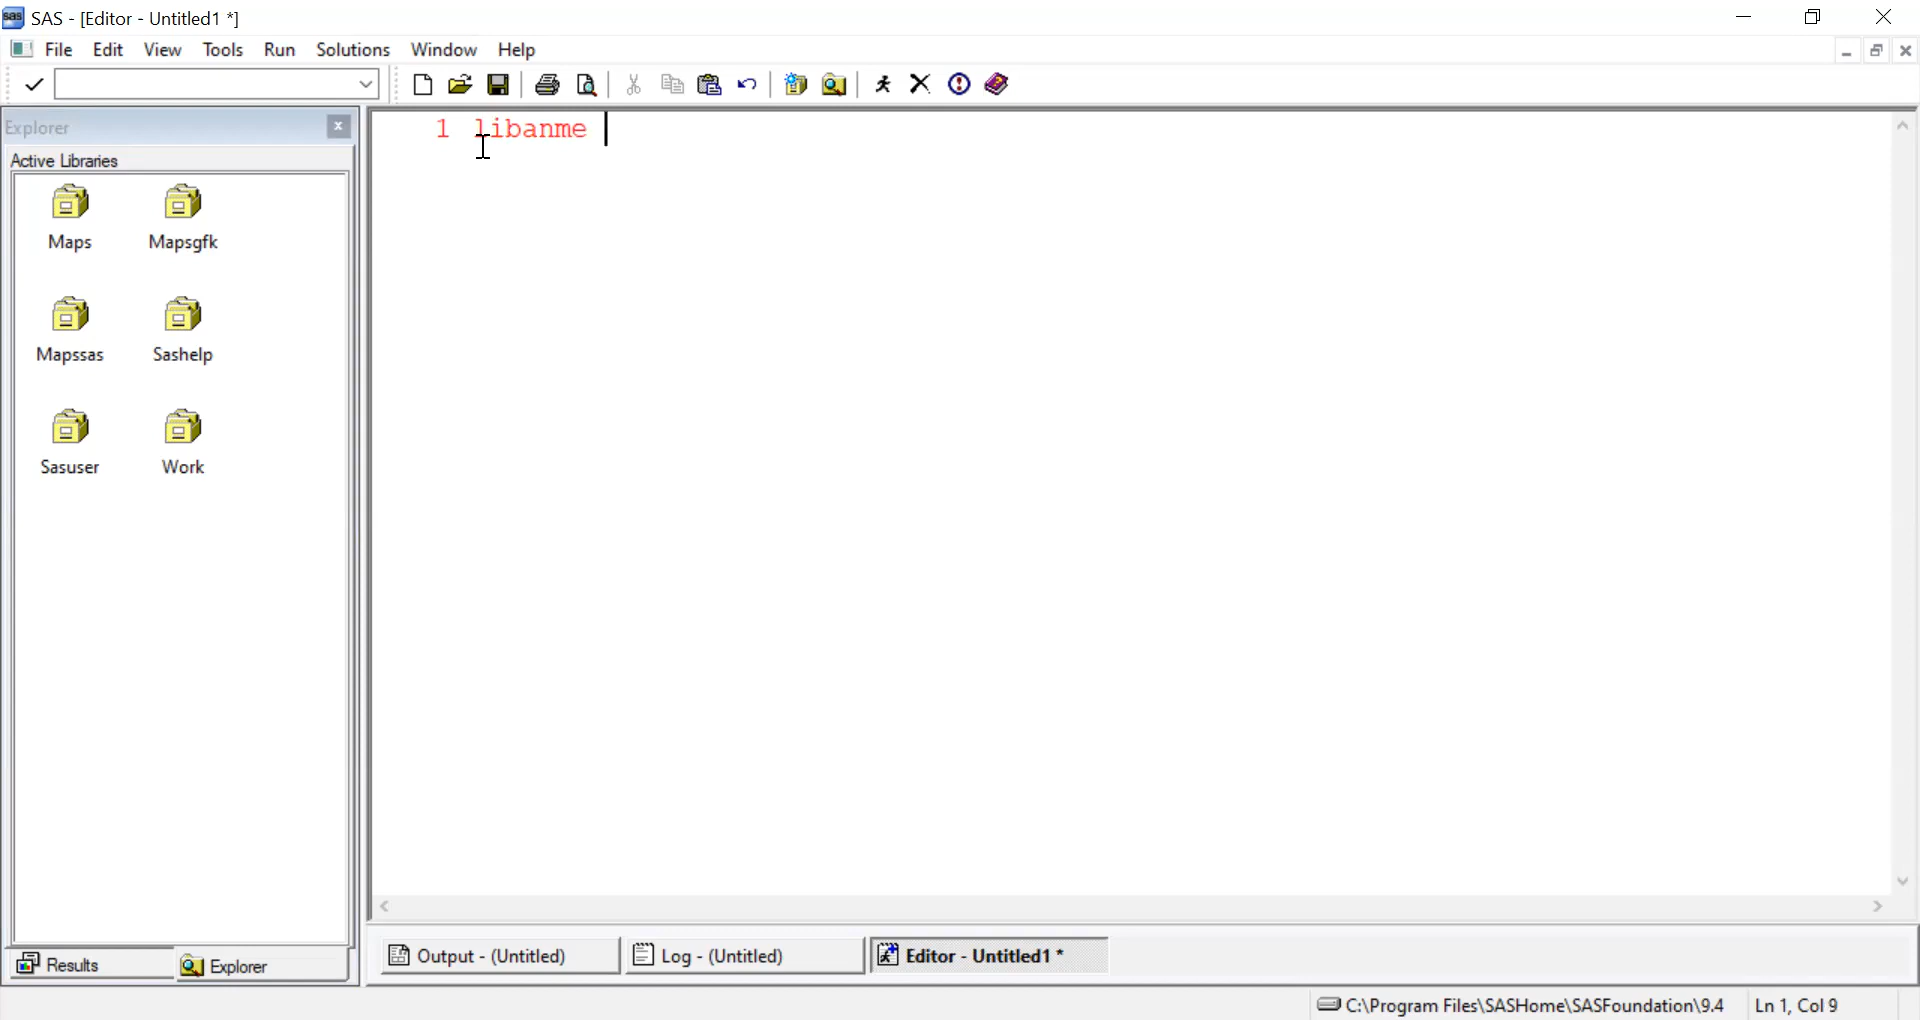 sas SAS - [Editor - Untitled1 *]
File Edit View Tools Run Solutions Window Help
Explorer
Active Libraries
1 libanme
Maps Mapsgfk
Mapssas Sashelp
Sasuser Work
Results Explorer
Output - (Untitled) Log - (Untitled) Editor - Untitled1 *
C:\Program Files\SASHome\SASFoundation\9.4 Ln 1, Col 9